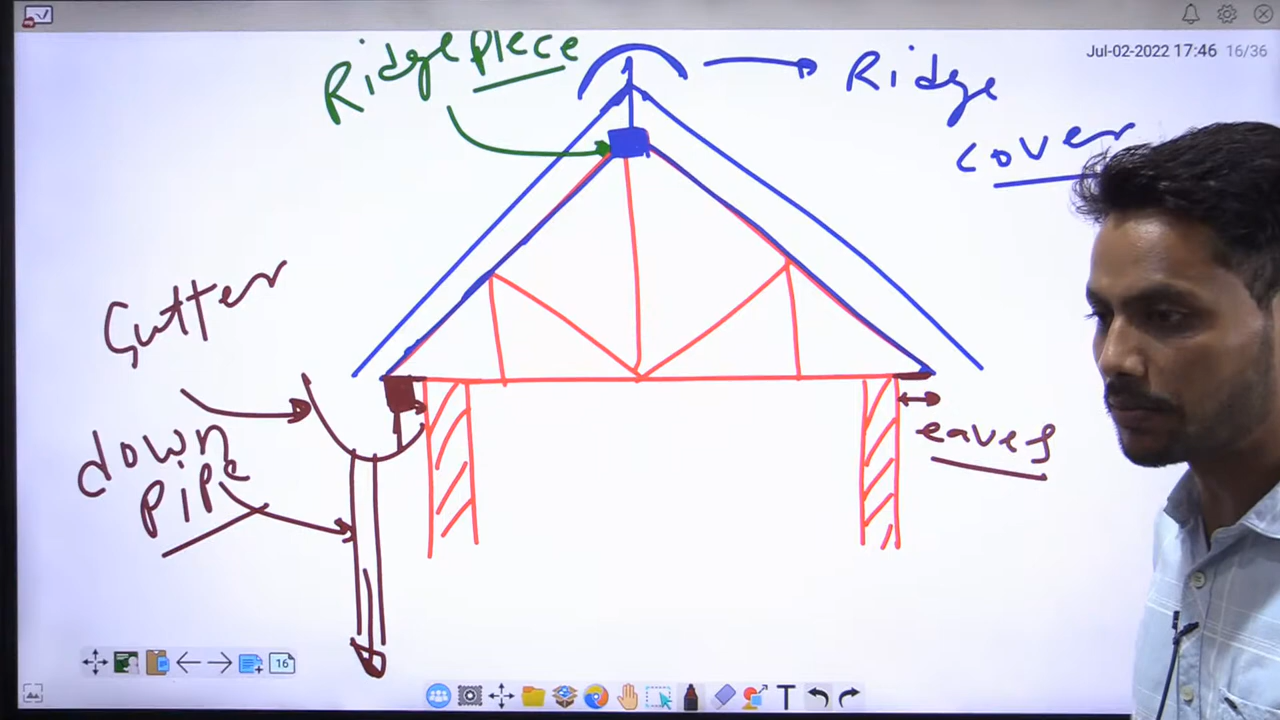 Jul-02-2022 17:46 16/36
Ridge piece
Ridge
cover
Gutter
down
pipe
eaves
16
T